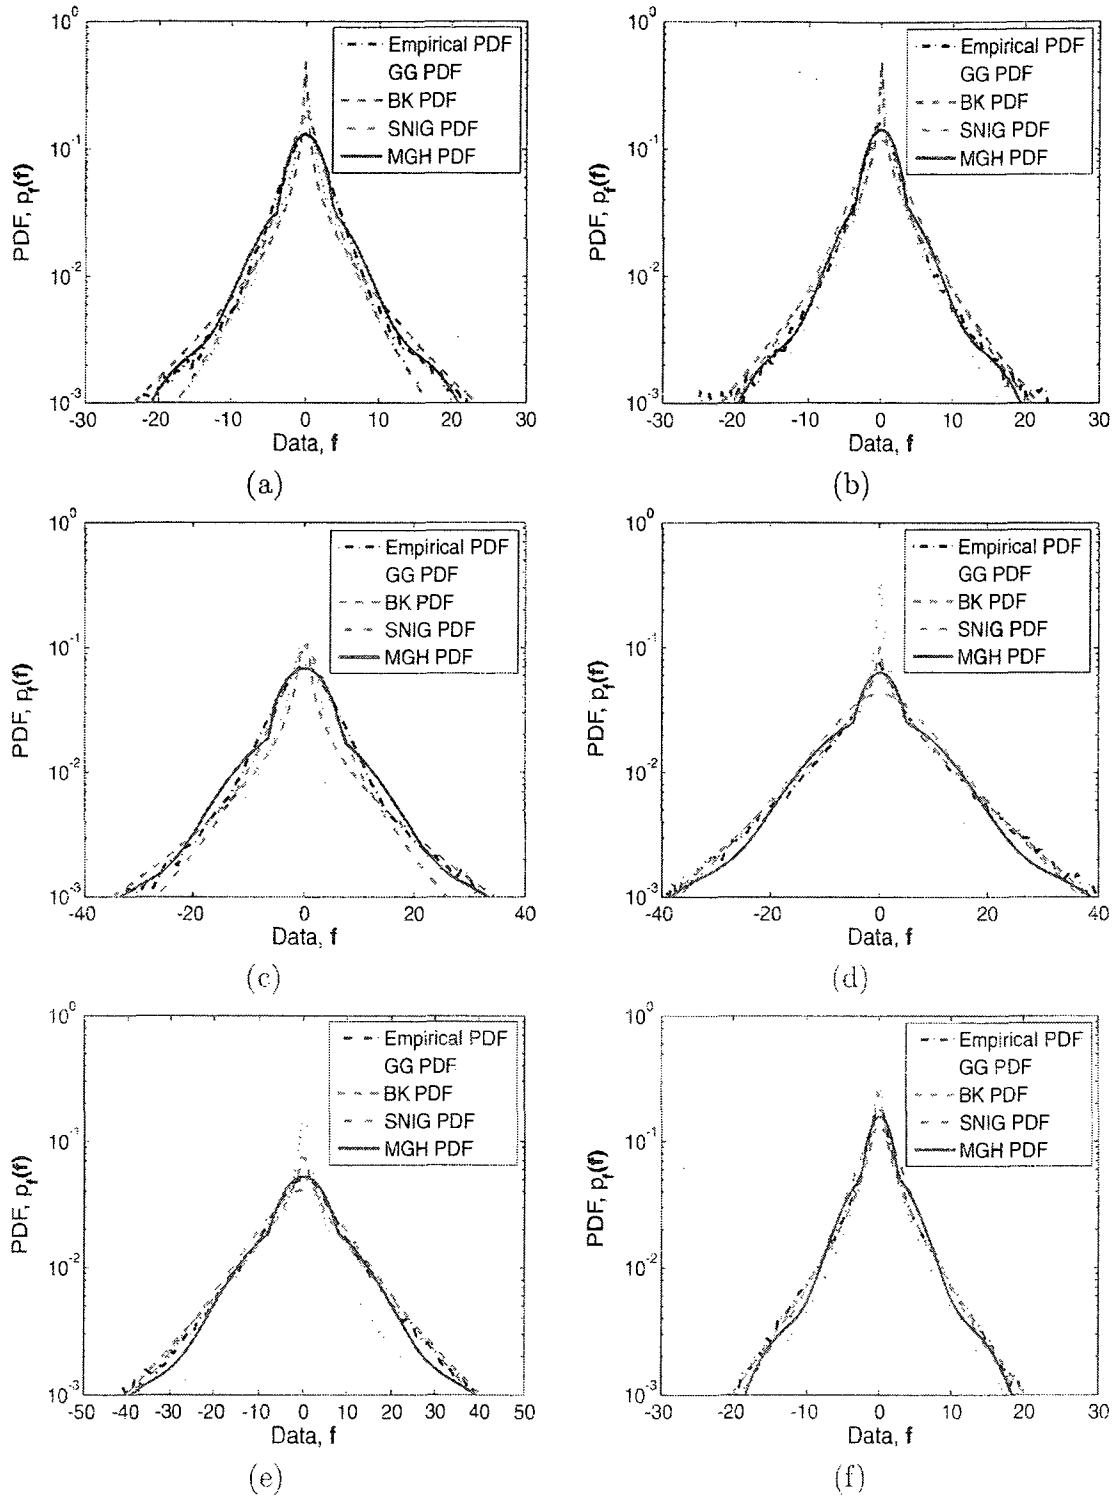 10^0
10^-1
10^-2
10^-3
PDF, p_f(f)
Empirical PDF
GG PDF
BK PDF
SNIG PDF
MGH PDF
-30 -20 -10 0 10 20 30
Data, f
(a)
10^0
10^-1
10^-2
10^-3
PDF, p_f(f)
Empirical PDF
GG PDF
BK PDF
SNIG PDF
MGH PDF
-30 -20 -10 0 10 20 30
Data, f
(b)
10^0
10^-1
10^-2
10^-3
PDF, p_f(f)
Empirical PDF
GG PDF
BK PDF
SNIG PDF
MGH PDF
-40 -20 0 20 40
Data, f
(c)
10^0
10^-1
10^-2
10^-3
PDF, p_f(f)
Empirical PDF
GG PDF
BK PDF
SNIG PDF
MGH PDF
-40 -20 0 20 40
Data, f
(d)
10^0
10^-1
10^-2
10^-3
PDF, p_f(f)
Empirical PDF
GG PDF
BK PDF
SNIG PDF
MGH PDF
-50 -40 -30 -20 -10 0 10 20 30 40 50
Data, f
(e)
10^0
10^-1
10^-2
10^-3
PDF, p_f(f)
Empirical PDF
GG PDF
BK PDF
SNIG PDF
MGH PDF
-30 -20 -10 0 10 20 30
Data, f
(f)